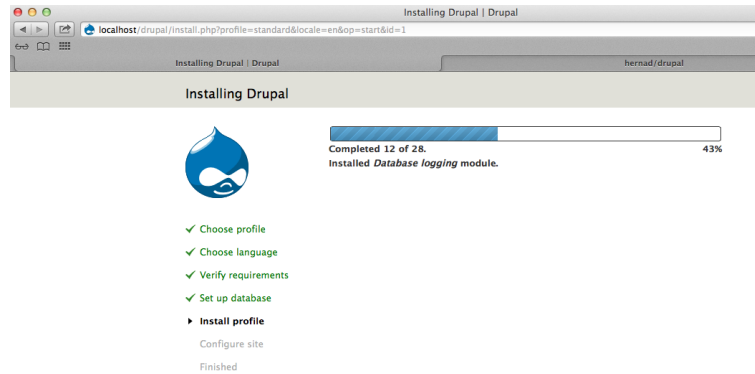 Installing Drupal | Drupal
localhost/drupal/install.php?profile=standard&locale=en&op=start&id=1
Installing Drupal | Drupal
hernad/drupal
Installing Drupal
Completed 12 of 28.
43%
Installed Database logging module.
Choose profile
Choose language
Verify requirements
Set up database
Install profile
Configure site
Finished